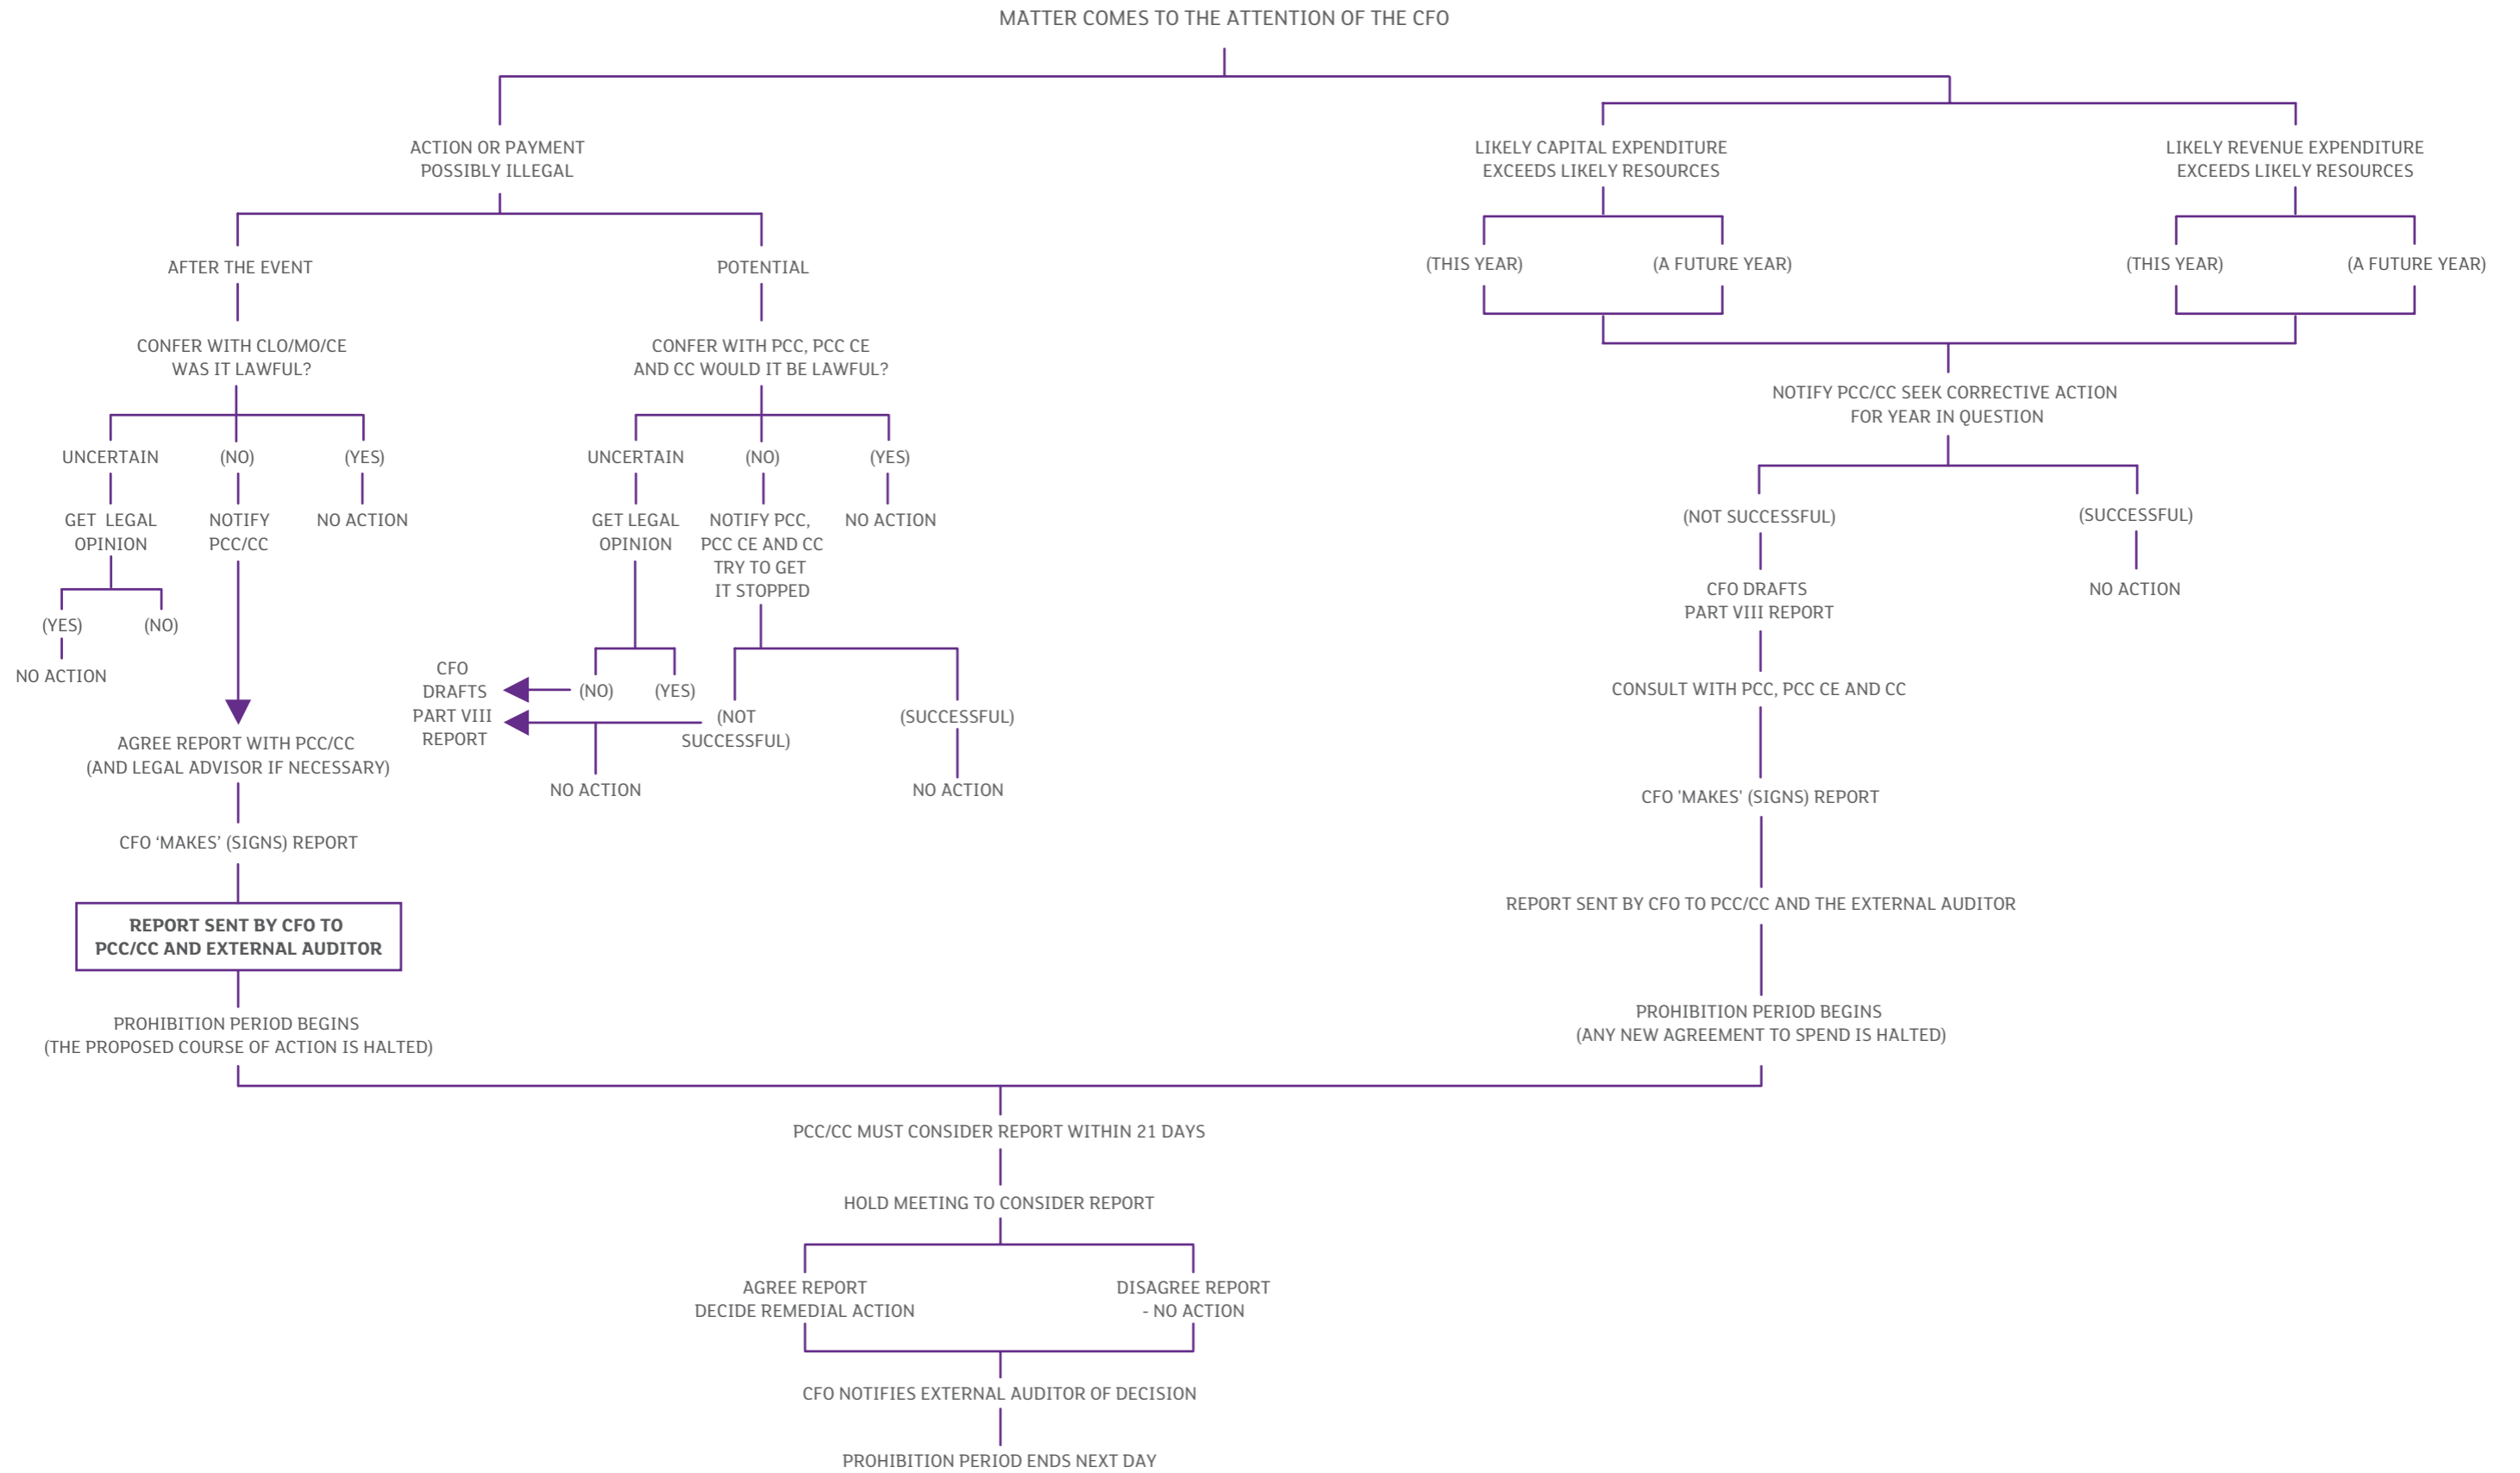 MATTER COMES TO THE ATTENTION OF THE CFO
ACTION OR PAYMENT
POSSIBLY ILLEGAL
LIKELY CAPITAL EXPENDITURE
EXCEEDS LIKELY RESOURCES
LIKELY REVENUE EXPENDITURE
EXCEEDS LIKELY RESOURCES
AFTER THE EVENT
POTENTIAL
(THIS YEAR)
(A FUTURE YEAR)
(THIS YEAR)
(A FUTURE YEAR)
CONFER WITH CLO/MO/CE
WAS IT LAWFUL?
CONFER WITH PCC, PCC CE
AND CC WOULD IT BE LAWFUL?
NOTIFY PCC/CC SEEK CORRECTIVE ACTION
FOR YEAR IN QUESTION
UNCERTAIN
(NO)
(YES)
UNCERTAIN
(NO)
(YES)
GET LEGAL
OPINION
NOTIFY
PCC/CC
NO ACTION
GET LEGAL
OPINION
NOTIFY PCC,
PCC CE AND CC
TRY TO GET
IT STOPPED
NO ACTION
(NOT SUCCESSFUL)
(SUCCESSFUL)
(YES)
(NO)
NO ACTION
CFO DRAFTS
PART VIII REPORT
NO ACTION
CFO
DRAFTS
PART VIII
REPORT
(NO)
(YES)
(NOT
SUCCESSFUL)
(SUCCESSFUL)
CONSULT WITH PCC, PCC CE AND CC
AGREE REPORT WITH PCC/CC
(AND LEGAL ADVISOR IF NECESSARY)
NO ACTION
NO ACTION
CFO 'MAKES' (SIGNS) REPORT
CFO ‘MAKES’ (SIGNS) REPORT
REPORT SENT BY CFO TO
PCC/CC AND EXTERNAL AUDITOR
REPORT SENT BY CFO TO PCC/CC AND THE EXTERNAL AUDITOR
PROHIBITION PERIOD BEGINS
(THE PROPOSED COURSE OF ACTION IS HALTED)
PROHIBITION PERIOD BEGINS
(ANY NEW AGREEMENT TO SPEND IS HALTED)
PCC/CC MUST CONSIDER REPORT WITHIN 21 DAYS
HOLD MEETING TO CONSIDER REPORT
AGREE REPORT
DECIDE REMEDIAL ACTION
DISAGREE REPORT
- NO ACTION
CFO NOTIFIES EXTERNAL AUDITOR OF DECISION
PROHIBITION PERIOD ENDS NEXT DAY